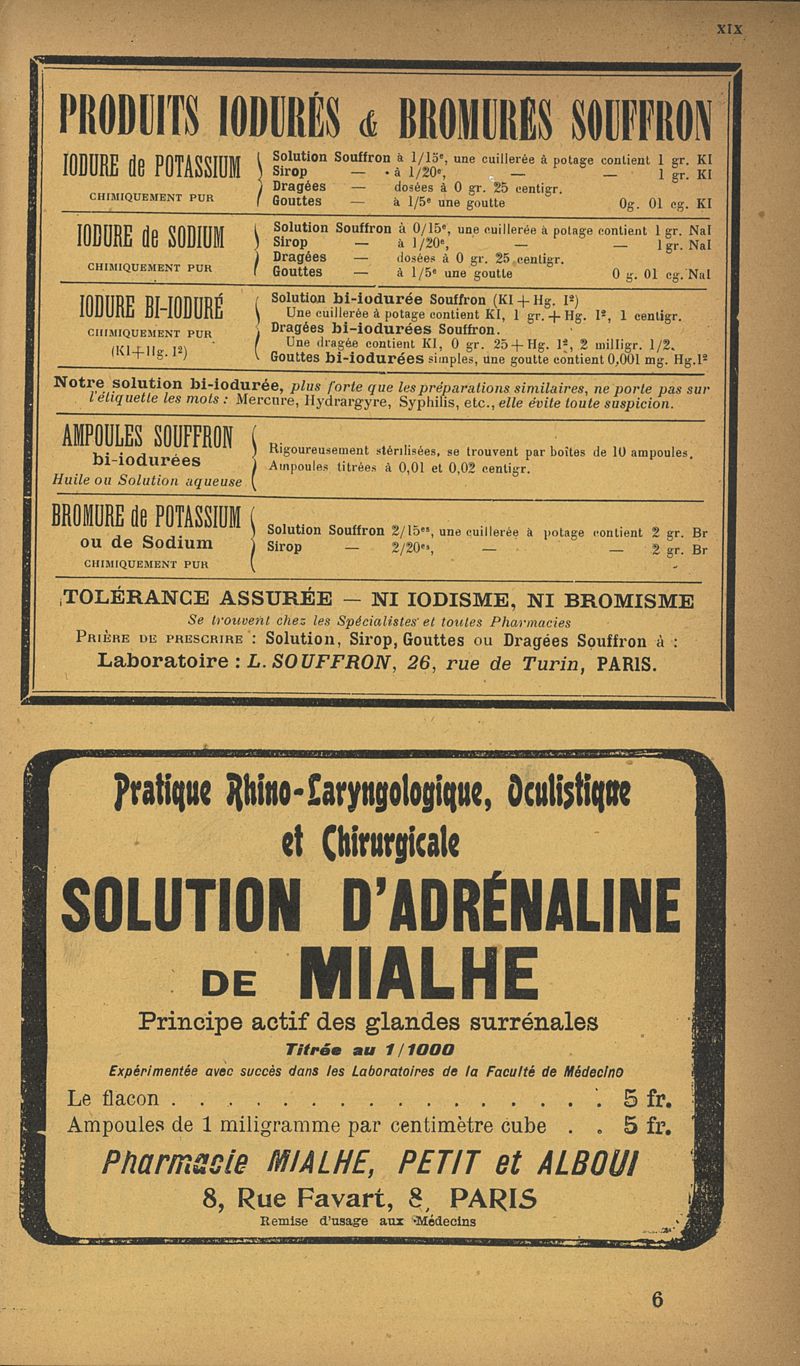 XIX
PRODUITS IODURÉS & BROMURÉS SOUFFRON
IODURE de POTASSIUM
CHIMIQUEMENT PUR
Solution Souffron à 1/15e, une cuillerée à potage contient 1 gr. KI
Sirop — à 1/20e, — — 1 gr. KI
Dragées — dosées à 0 gr. 25 centigr.
Gouttes — à 1/5e une goutte 0g. 01 cg. KI
IODURE de SODIUM
CHIMIQUEMENT PUR
Solution Souffron à 0/15e, une cuillerée à potage contient 1 gr. NaI
Sirop — à 1/20e, — — 1 gr. NaI
Dragées — dosées à 0 gr. 25 centigr.
Gouttes — à 1/5e une goutte 0 g. 01 cg. NaI
IODURE BI-IODURÉ
CHIMIQUEMENT PUR
(KI+Hg. I²)
Solution bi-iodurée Souffron (KI + Hg. I²)
Une cuillerée à potage contient KI, 1 gr. + Hg. I², 1 centigr.
Dragées bi-iodurées Souffron.
Une dragée contient KI, 0 gr. 25 + Hg. I², 2 milligr. 1/2.
Gouttes bi-iodurées simples, une goutte contient 0,001 mg. Hg.I²
Notre solution bi-iodurée, plus forte que les préparations similaires, ne porte pas sur
l'étiquette les mots : Mercure, Hydrargyre, Syphilis, etc., elle évite toute suspicion.
AMPOULES SOUFFRON
bi-iodurées
Huile ou Solution aqueuse
Rigoureusement stérilisées, se trouvent par boîtes de 10 ampoules.
Ampoules titrées à 0,01 et 0,02 centigr.
BROMURE de POTASSIUM
ou de Sodium
CHIMIQUEMENT PUR
Solution Souffron 2/15es, une cuillerée à potage contient 2 gr. Br
Sirop — 2/20es, — — 2 gr. Br
TOLÉRANCE ASSURÉE — NI IODISME, NI BROMISME
Se trouvent chez les Spécialistes et toutes Pharmacies
PRIÈRE DE PRESCRIRE : Solution, Sirop, Gouttes ou Dragées Souffron à :
Laboratoire : L. SOUFFRON, 26, rue de Turin, PARIS.
Pratique Rhino-Laryngologique, Oculistique
et Chirurgicale
SOLUTION D'ADRÉNALINE
DE MIALHE
Principe actif des glandes surrénales
Titrée au 1/1000
Expérimentée avec succès dans les Laboratoires de la Faculté de Médecine
Le flacon . . . . . . . . . . . . . . . . 5 fr.
Ampoules de 1 miligramme par centimètre cube . . 5 fr.
Pharmacie MIALHE, PETIT et ALBOUI
8, Rue Favart, 8, PARIS
Remise d'usage aux Médecins
6